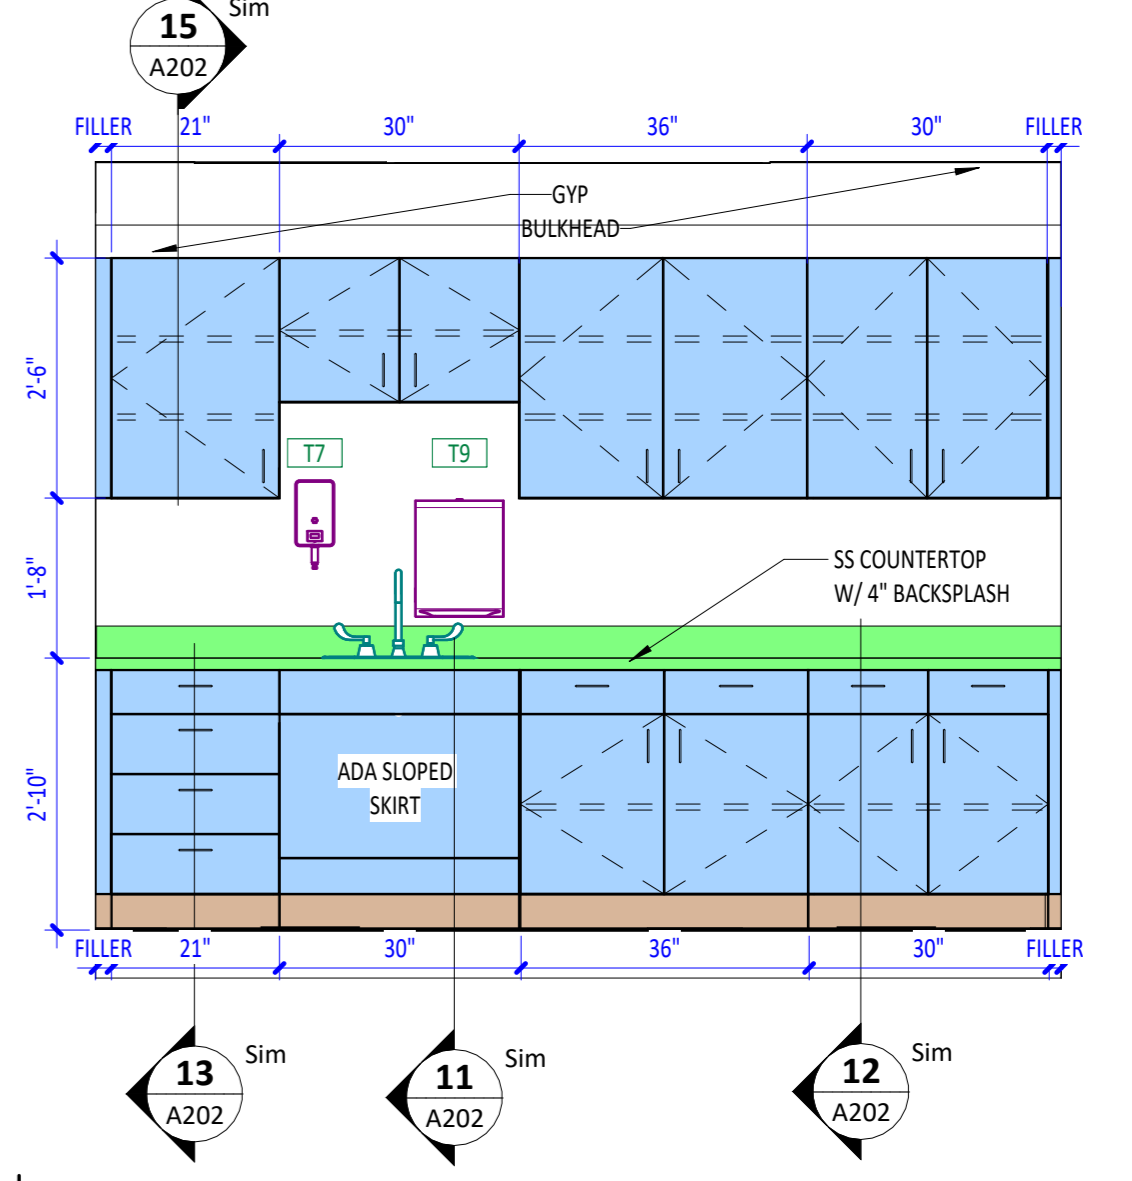 Sim
15
A202
FILLER 21" 30" 36" 30" FILLER
GYP
BULKHEAD
2'-6"
T7 T9
1'-8"
SS COUNTERTOP
W/ 4" BACKSPLASH
2'-10"
ADA SLOPED
SKIRT
FILLER 21" 30" 36" 30" FILLER
13
A202
Sim
11
A202
Sim
12
A202
Sim